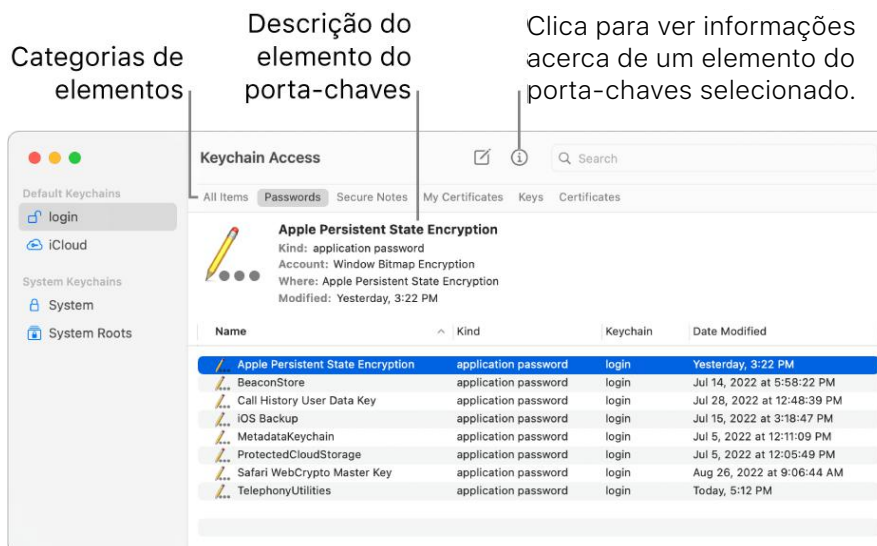 Categorias de
elementos
Descrição do
elemento do
porta-chaves
Clica para ver informações
acerca de um elemento do
porta-chaves selecionado.
Keychain Access
Search
Default Keychains
login
iCloud
System Keychains
System
System Roots
All Items Passwords Secure Notes My Certificates Keys Certificates
Apple Persistent State Encryption
Kind: application password
Account: Window Bitmap Encryption
Where: Apple Persistent State Encryption
Modified: Yesterday, 3:22 PM
Name Kind Keychain Date Modified
Apple Persistent State Encryption application password login Yesterday, 3:22 PM
BeaconStore application password login Jul 14, 2022 at 5:58:22 PM
Call History User Data Key application password login Jul 28, 2022 at 12:48:39 PM
iOS Backup application password login Jul 15, 2022 at 3:18:47 PM
MetadataKeychain application password login Jul 5, 2022 at 12:11:09 PM
ProtectedCloudStorage application password login Jul 5, 2022 at 12:05:49 PM
Safari WebCrypto Master Key application password login Aug 26, 2022 at 9:06:44 AM
TelephonyUtilities application password login Today, 5:12 PM